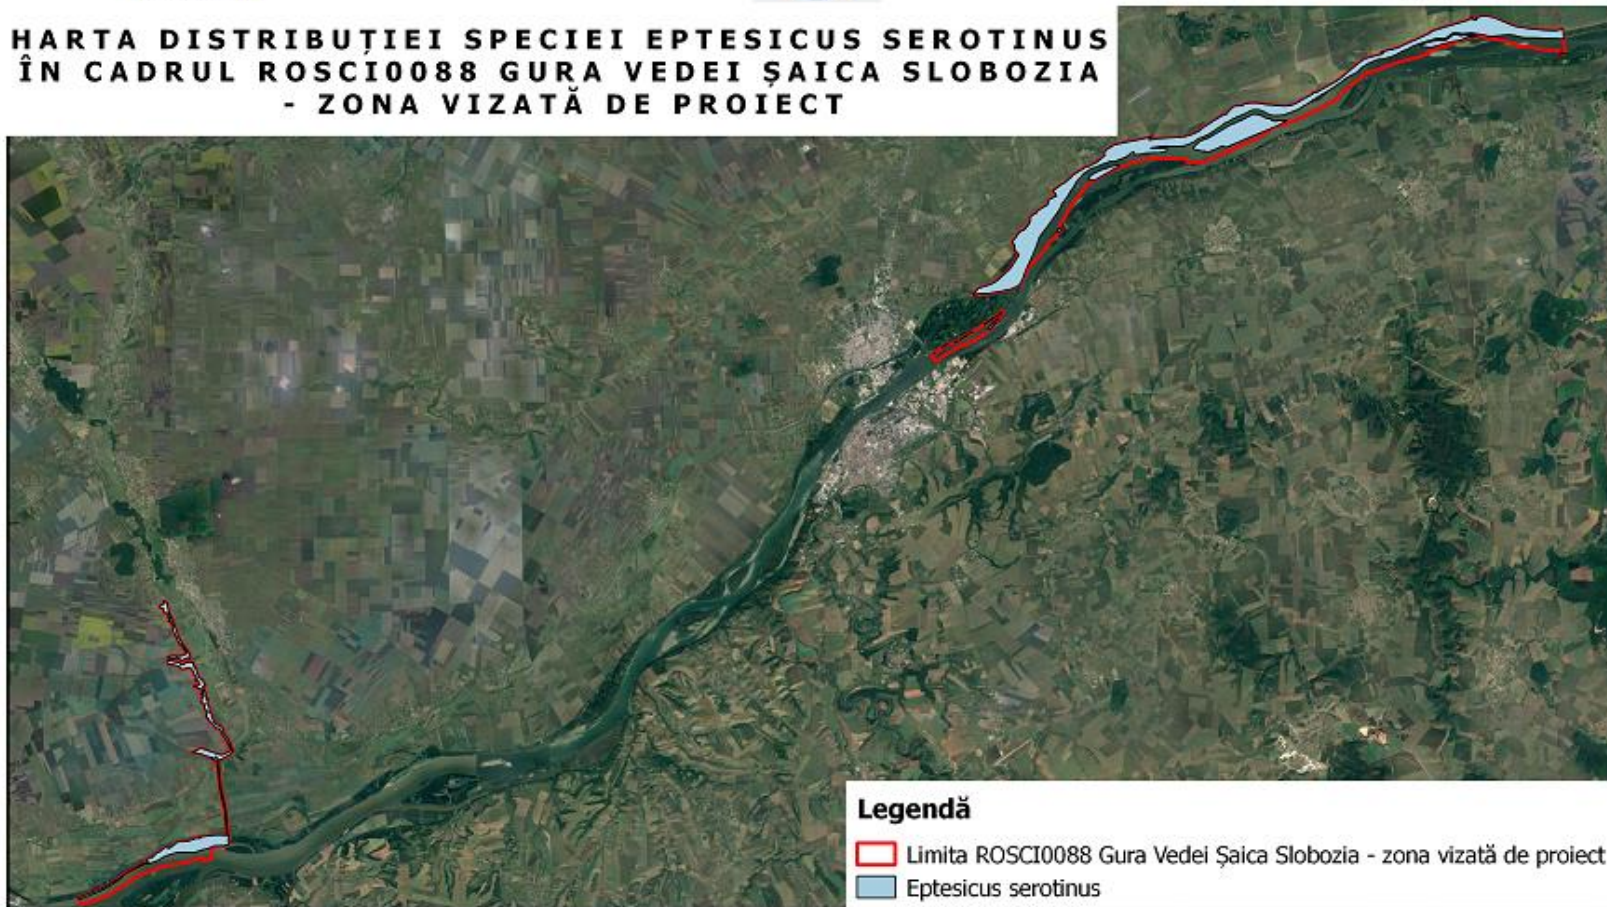 HARTA DISTRIBUȚIEI SPECIEI EPTESICUS SEROTINUS
ÎN CADRUL ROSCI0088 GURA VEDEI ȘAICA SLOBOZIA
- ZONA VIZATĂ DE PROIECT
Legendă
Limita ROSCI0088 Gura Vedei Șaica Slobozia - zona vizată de proiect
Eptesicus serotinus